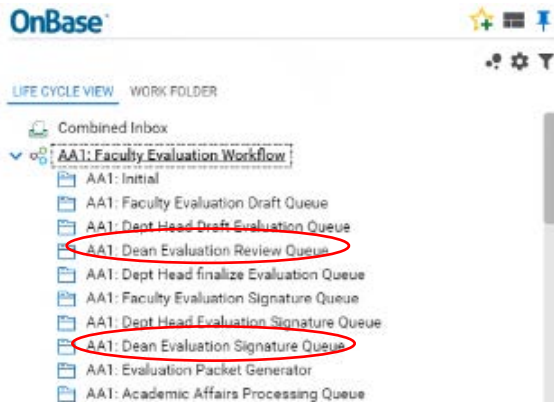 OnBase
LIFE CYCLE VIEW WORK FOLDER
Combined Inbox
AA1: Faculty Evaluation Workflow
AA1: Initial
AA1: Faculty Evaluation Draft Queue
AA1: Dept Head Draft Evaluation Queue
AA1: Dean Evaluation Review Queue
AA1: Dept Head finalize Evaluation Queue
AA1: Faculty Evaluation Signature Queue
AA1: Dept Head Evaluation Signature Queue
AA1: Dean Evaluation Signature Queue
AA1: Evaluation Packet Generator
AA1: Academic Affairs Processing Queue